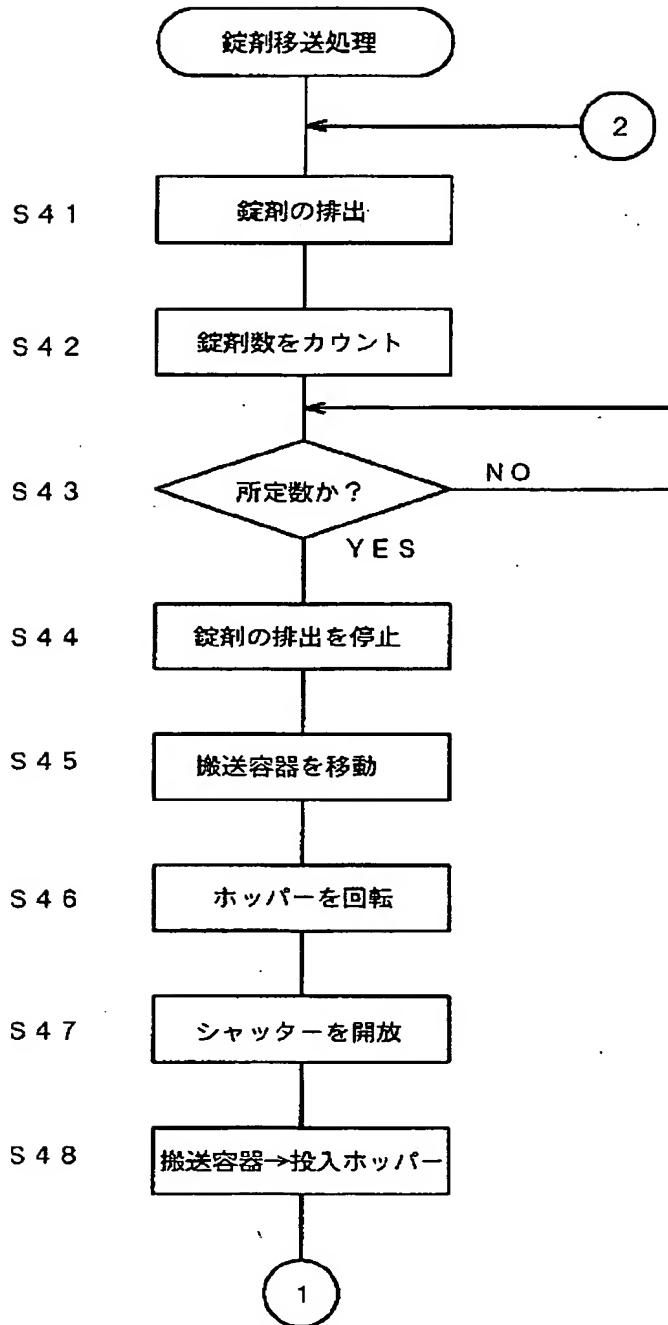 錠剤移送処理
2
S41 錠剤の排出
S42 錠剤数をカウント
S43 所定数か？ NO
YES
S44 錠剤の排出を停止
S45 搬送容器を移動
S46 ホッパーを回転
S47 シャッターを開放
S48 搬送容器→投入ホッパー
1